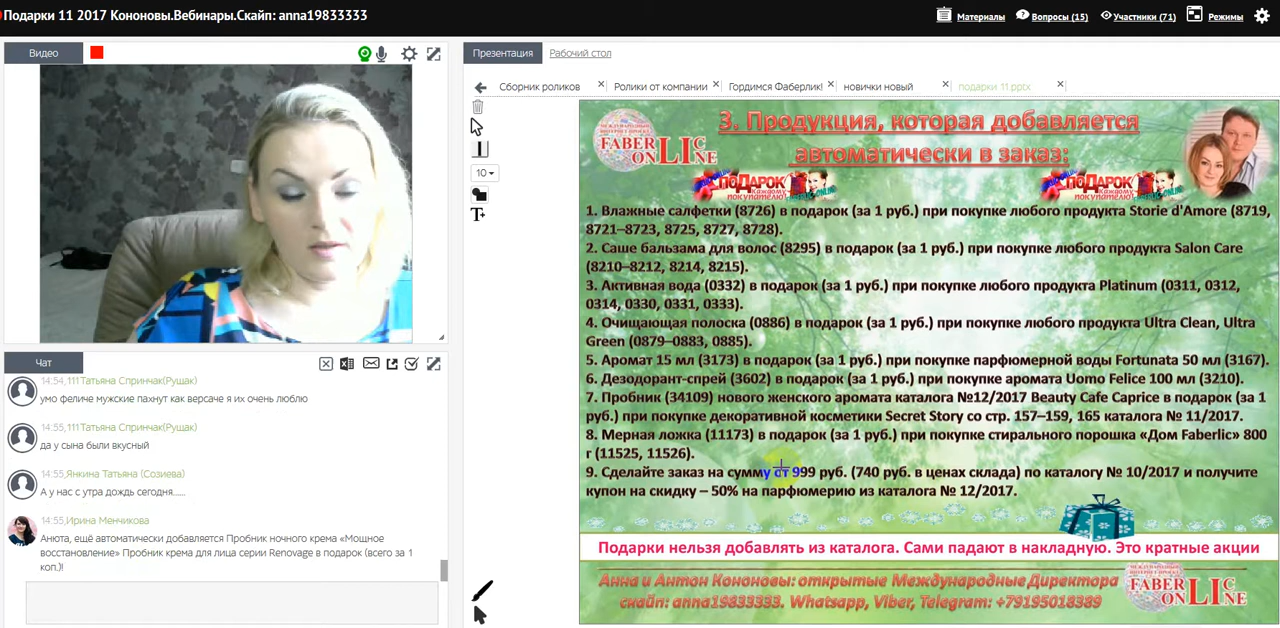 Подарки 11 2017 Кононовы.Вебинары.Скайп: anna19833333
Материалы
Вопросы (15)
Участники (71)
Режимы
Видео
Презентация
Рабочий стол
Сборник роликов
Ролики от компании
Гордимся Фаберлик!
новички новый
подарки 11.pptx
10
T+
МЕЖДУНАРОДНЫЙ
ИНТЕРНЕТ-ПРОЕКТ
FABERLIC
ONLINE
3. Продукция, которая добавляется
автоматически в заказ:
ПОДАРОК
Каждому
покупателю
ПОДАРОК
Каждому
покупателю
1. Влажные салфетки (8726) в подарок (за 1 руб.) при покупке любого продукта Storie d'Amore (8719,
8721–8723, 8725, 8727, 8728).
2. Саше бальзама для волос (8295) в подарок (за 1 руб.) при покупке любого продукта Salon Care
(8210–8212, 8214, 8215).
3. Активная вода (0332) в подарок (за 1 руб.) при покупке любого продукта Platinum (0311, 0312,
0314, 0330, 0331, 0333).
4. Очищающая полоска (0886) в подарок (за 1 руб.) при покупке любого продукта Ultra Clean, Ultra
Green (0879–0883, 0885).
5. Аромат 15 мл (3173) в подарок (за 1 руб.) при покупке парфюмерной воды Fortunata 50 мл (3167).
6. Дезодорант-спрей (3602) в подарок (за 1 руб.) при покупке аромата Uomo Felice 100 мл (3210).
7. Пробник (34109) нового женского аромата каталога №12/2017 Beauty Cafe Caprice в подарок (за 1
руб.) при покупке декоративной косметики Secret Story со стр. 157–159, 165 каталога № 11/2017.
8. Мерная ложка (11173) в подарок (за 1 руб.) при покупке стирального порошка «Дом Faberlic» 800
г (11525, 11526).
9. Сделайте заказ на сумму от 999 руб. (740 руб. в ценах склада) по каталогу № 10/2017 и получите
купон на скидку – 50% на парфюмерию из каталога № 12/2017.
Подарки нельзя добавлять из каталога. Сами падают в накладную. Это кратные акции
Анна и Антон Кононовы: открытые Международные Директора
скайп: anna19833333. Whatsapp, Viber, Telegram: +79195018389
FABERLIC
ONLINE
Чат
14:54, 111Татьяна Спринчак(Рущак)
умо феличе мужские пахнут как версаче я их очень люблю
14:55, 111Татьяна Спринчак(Рущак)
да у сына были вкусный
14:55, Янкина Татьяна (Созиева)
А у нас с утра дождь сегодня......
14:55, Ирина Менчикова
Анюта, ещё автоматически добавляется Пробник ночного крема «Мощное
восстановление» Пробник крема для лица серии Renovage в подарок (всего за 1
коп.)!